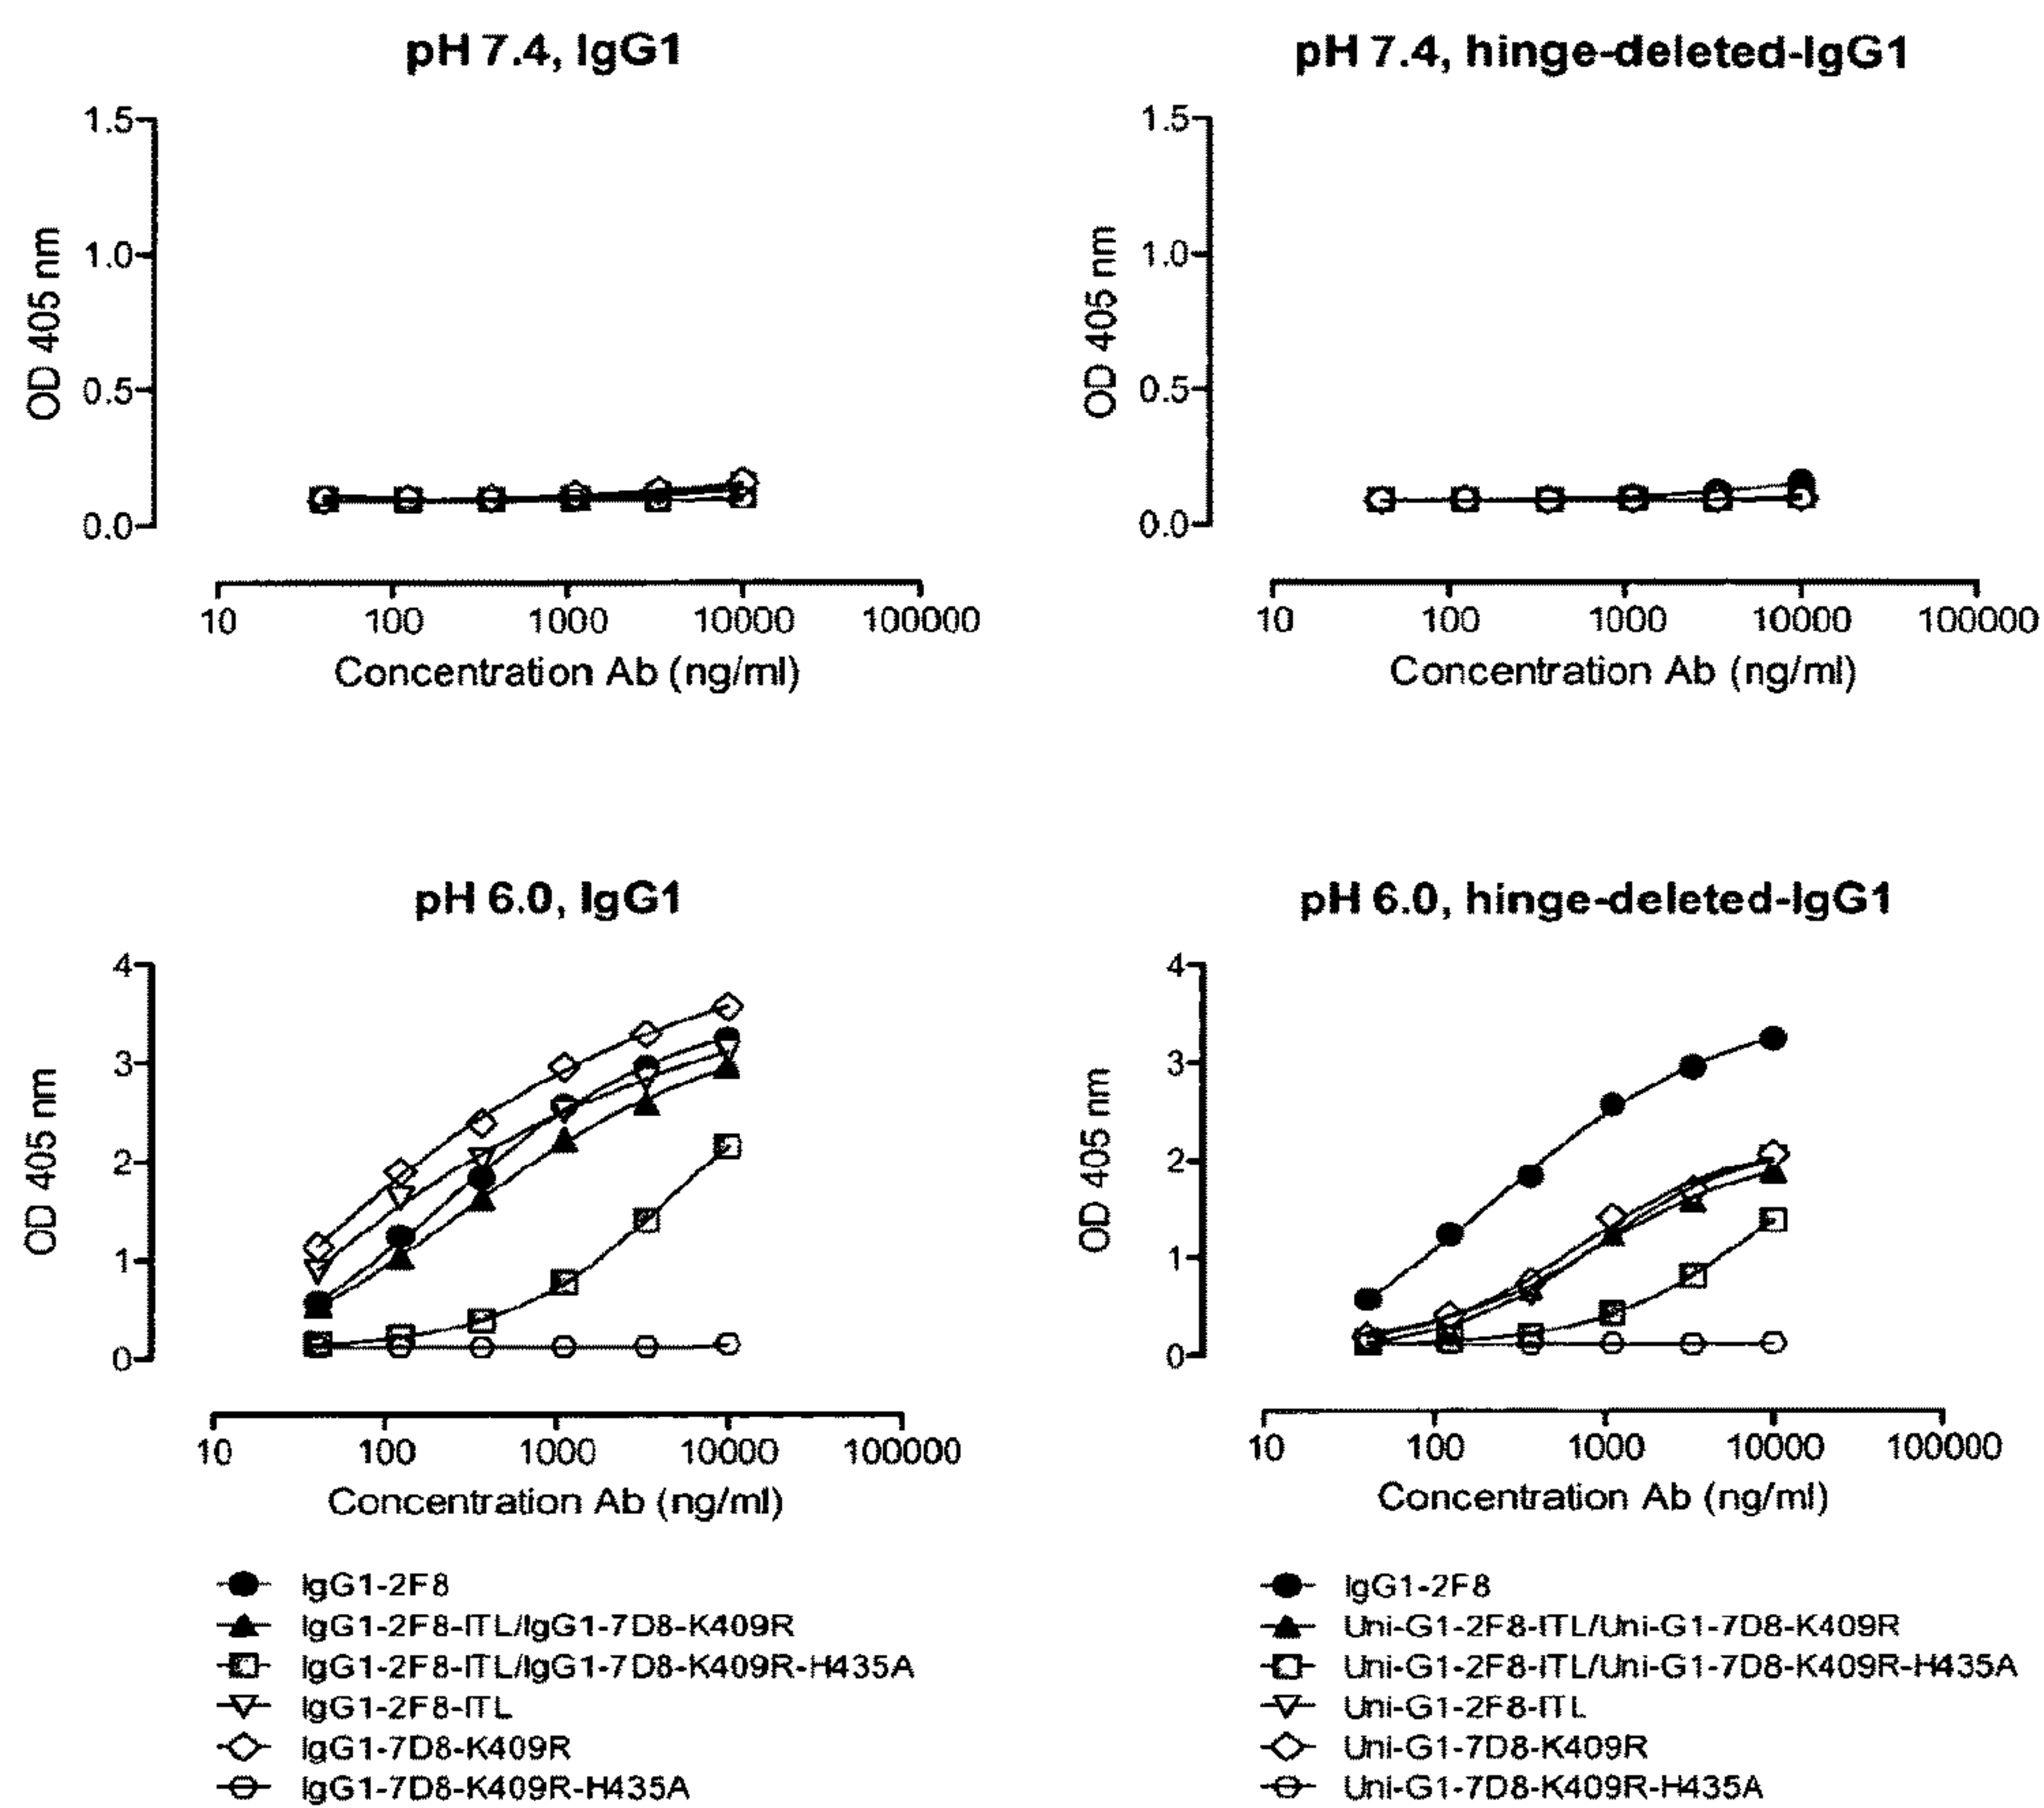 pH 7.4, IgG1
1.5
1.0
0.5
0.0
OD 405 nm
10 100 1000 10000 100000
Concentration Ab (ng/ml)
pH 7.4, hinge-deleted-IgG1
1.5
1.0
0.5
0.0
OD 405 nm
10 100 1000 10000 100000
Concentration Ab (ng/ml)
pH 6.0, IgG1
4
3
2
1
0
OD 405 nm
10 100 1000 10000 100000
Concentration Ab (ng/ml)
IgG1-2F8
IgG1-2F8-ITL/IgG1-7D8-K409R
IgG1-2F8-ITL/IgG1-7D8-K409R-H435A
IgG1-2F8-ITL
IgG1-7D8-K409R
IgG1-7D8-K409R-H435A
pH 6.0, hinge-deleted-IgG1
4
3
2
1
0
OD 405 nm
10 100 1000 10000 100000
Concentration Ab (ng/ml)
IgG1-2F8
Uni-G1-2F8-ITL/Uni-G1-7D8-K409R
Uni-G1-2F8-ITL/Uni-G1-7D8-K409R-H435A
Uni-G1-2F8-ITL
Uni-G1-7D8-K409R
Uni-G1-7D8-K409R-H435A